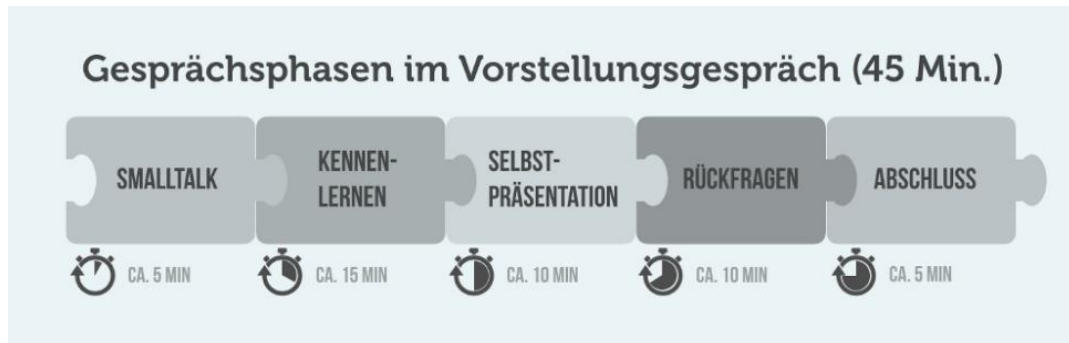 Gesprächsphasen im Vorstellungsgespräch (45 Min.)
SMALLTALK
KENNEN-
LERNEN
SELBST-
PRÄSENTATION
RÜCKFRAGEN
ABSCHLUSS
CA. 5 MIN
CA. 15 MIN
CA. 10 MIN
CA. 10 MIN
CA. 5 MIN